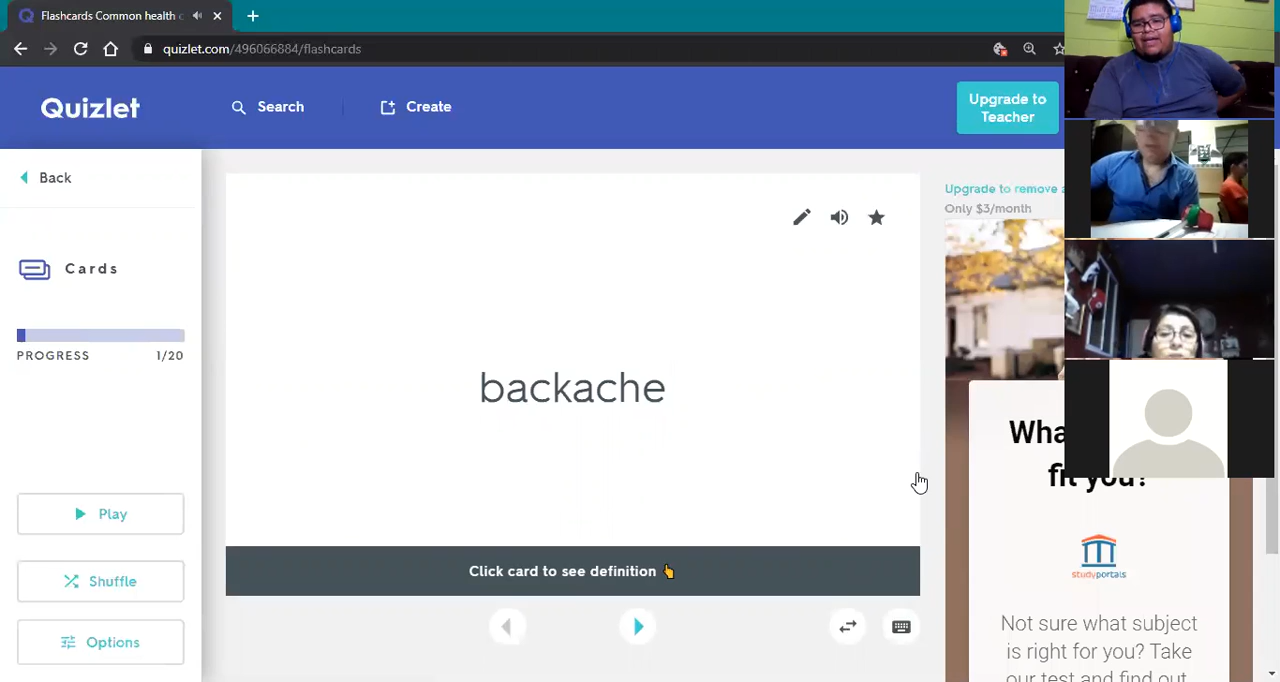 Flashcards Common health
quizlet.com/496066884/flashcards
Quizlet
Search
Create
Upgrade to
Teacher
Back
Cards
PROGRESS 1/20
Play
Shuffle
Options
backache
Click card to see definition 👆
Upgrade to remove
Only $3/month
fit you?
studyportals
Not sure what subject
is right for you? Take
our test and find out